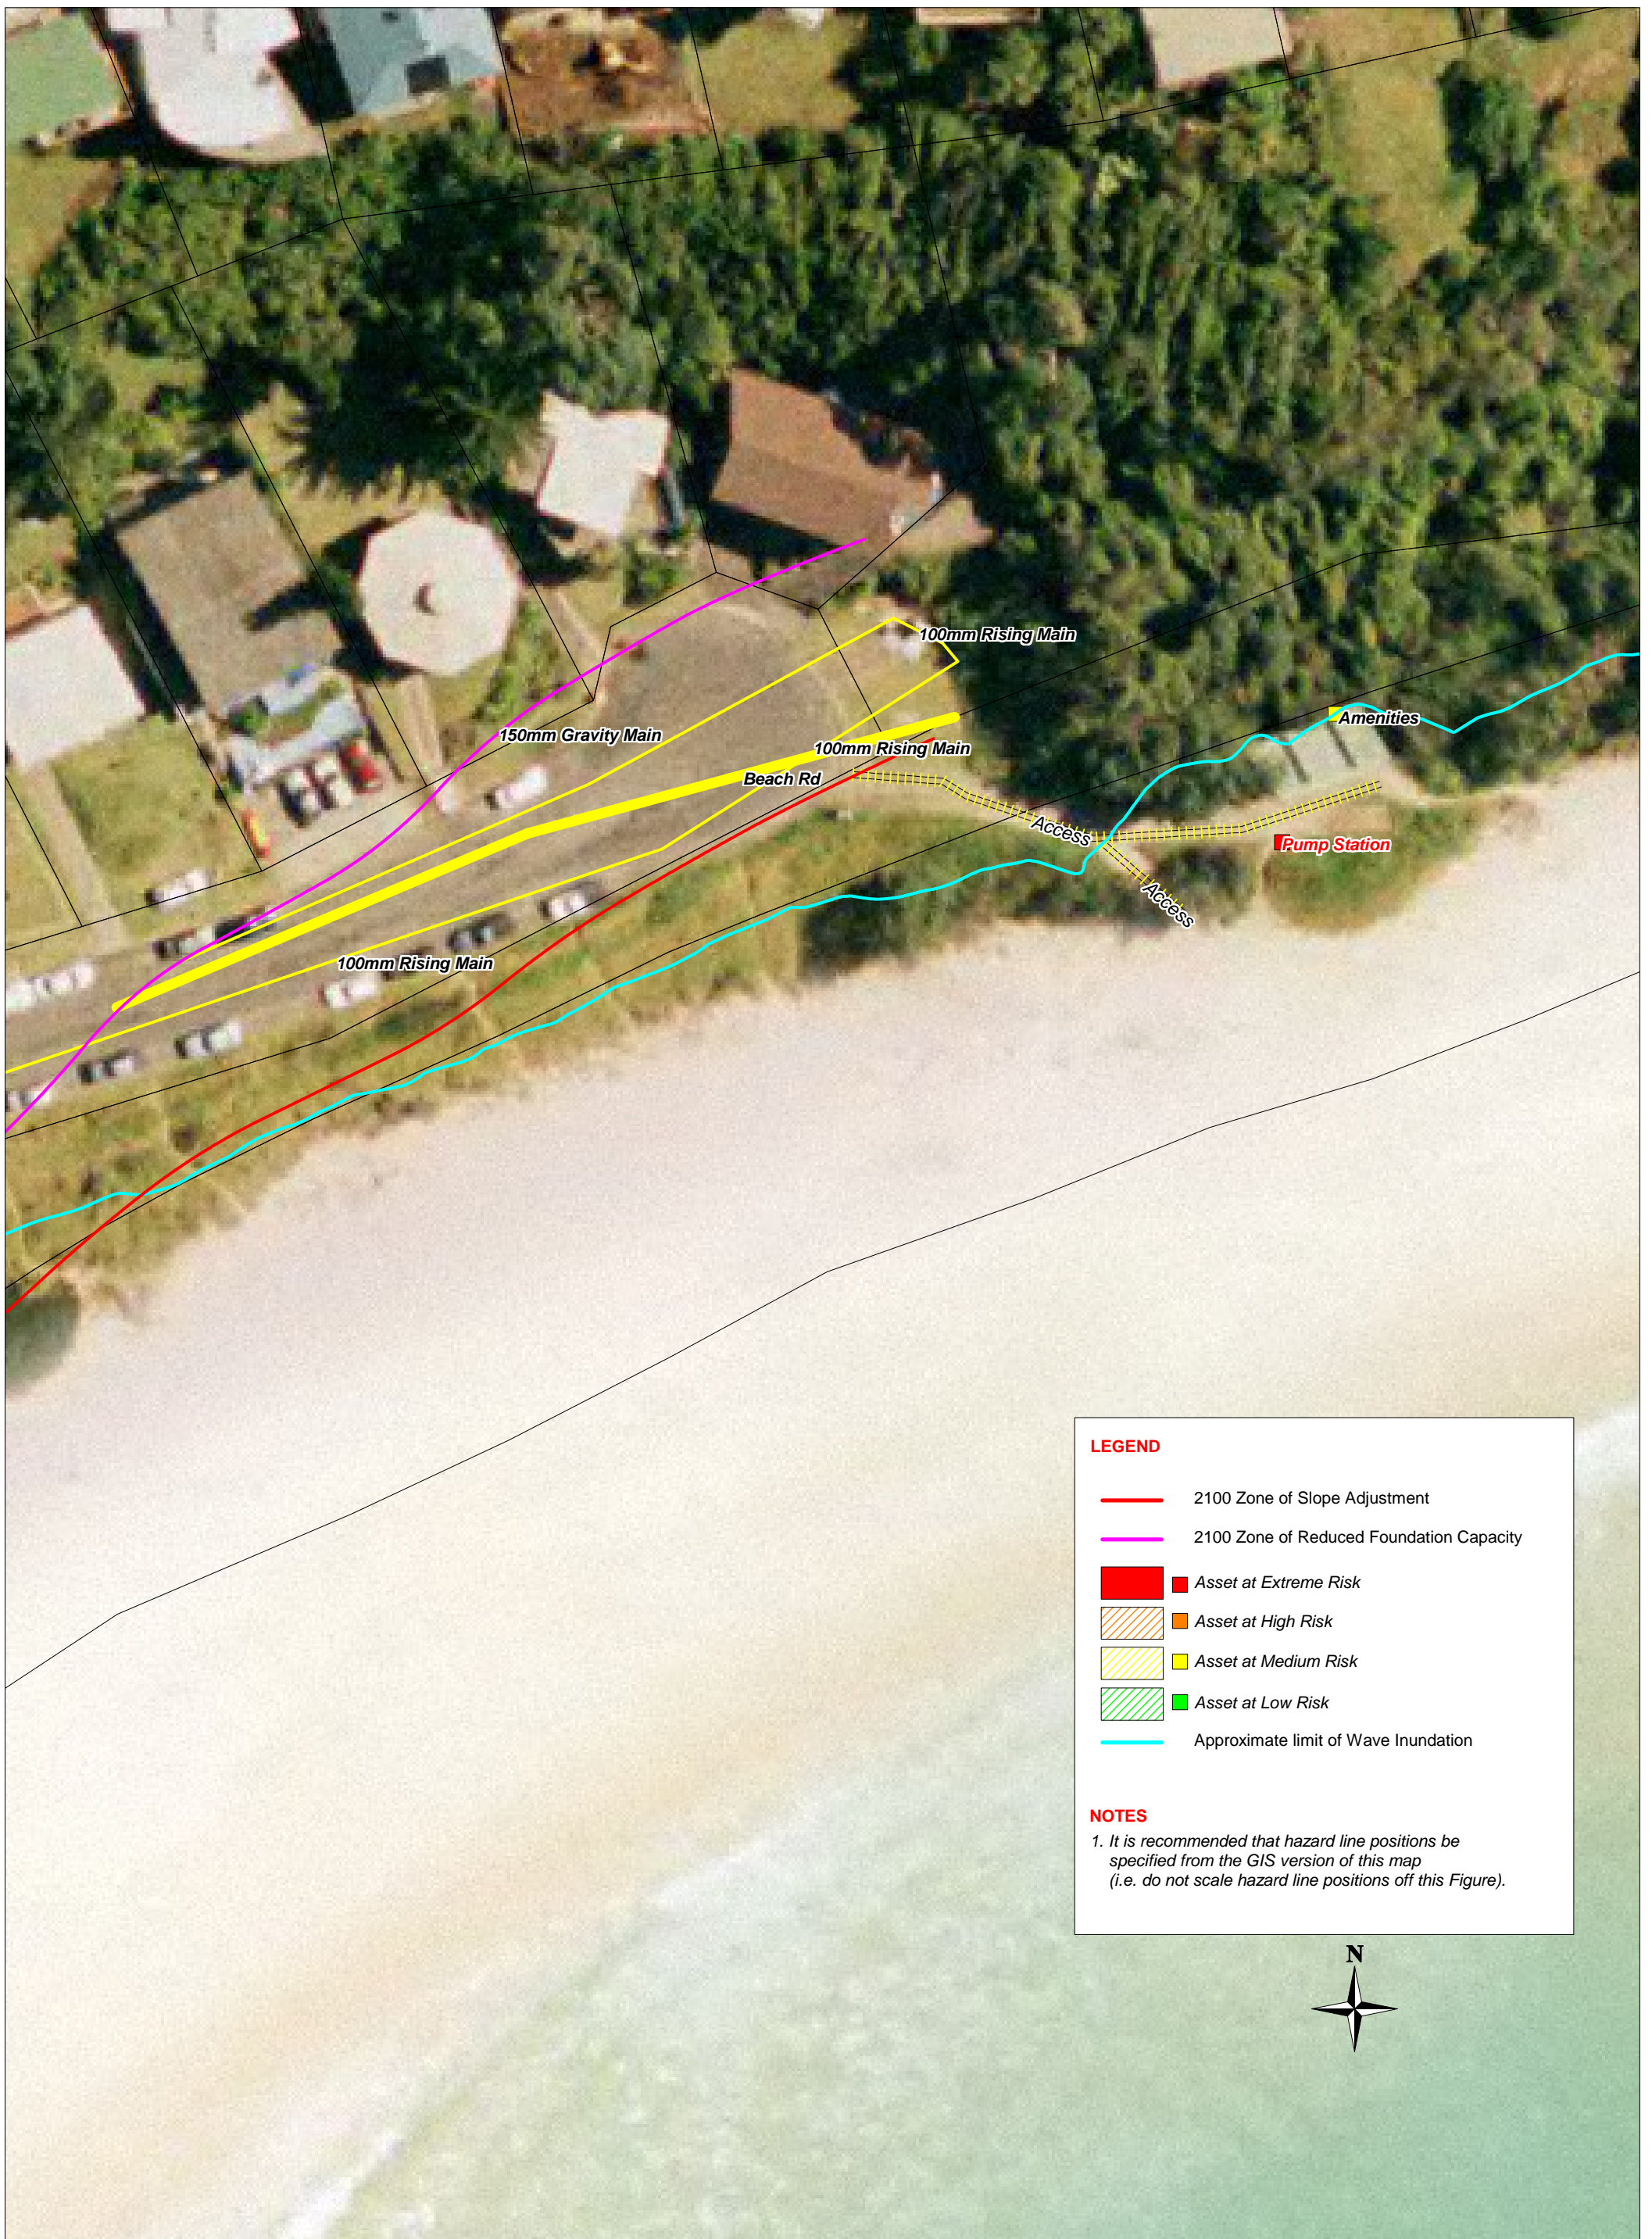 100mm Rising Main
Amenities
150mm Gravity Main
100mm Rising Main
Beach Rd
Access
Pump Station
Access
100mm Rising Main
LEGEND
2100 Zone of Slope Adjustment
2100 Zone of Reduced Foundation Capacity
Asset at Extreme Risk
Asset at High Risk
Asset at Medium Risk
Asset at Low Risk
Approximate limit of Wave Inundation
NOTES
1. It is recommended that hazard line positions be
specified from the GIS version of this map
(i.e. do not scale hazard line positions off this Figure).
N